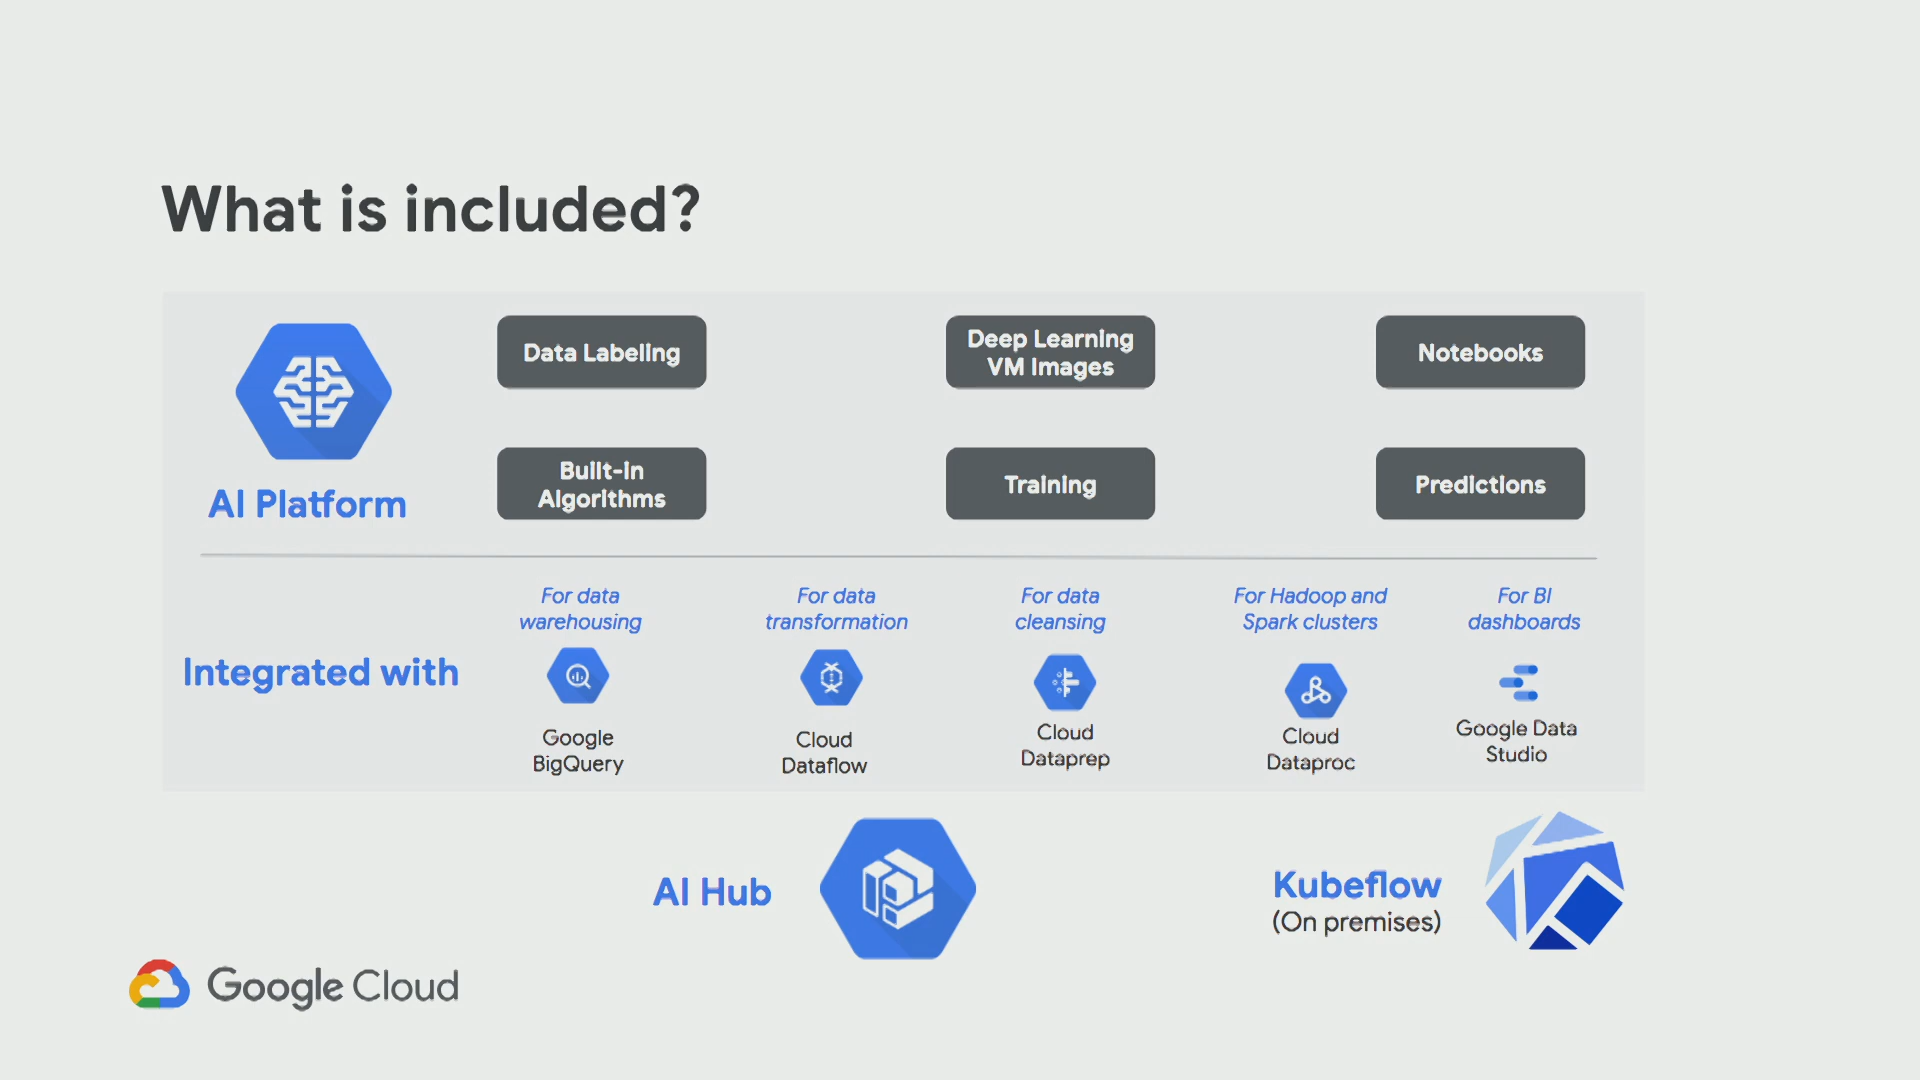 What is included?
Data Labeling
Deep Learning
VM Images
Notebooks
AI Platform
Built-in
Algorithms
Training
Predictions
Integrated with
For data
warehousing
Google
BigQuery
For data
transformation
Cloud
Dataflow
For data
cleansing
Cloud
Dataprep
For Hadoop and
Spark clusters
Cloud
Dataproc
For BI
dashboards
Google Data
Studio
AI Hub
Kubeflow
(On premises)
Google Cloud